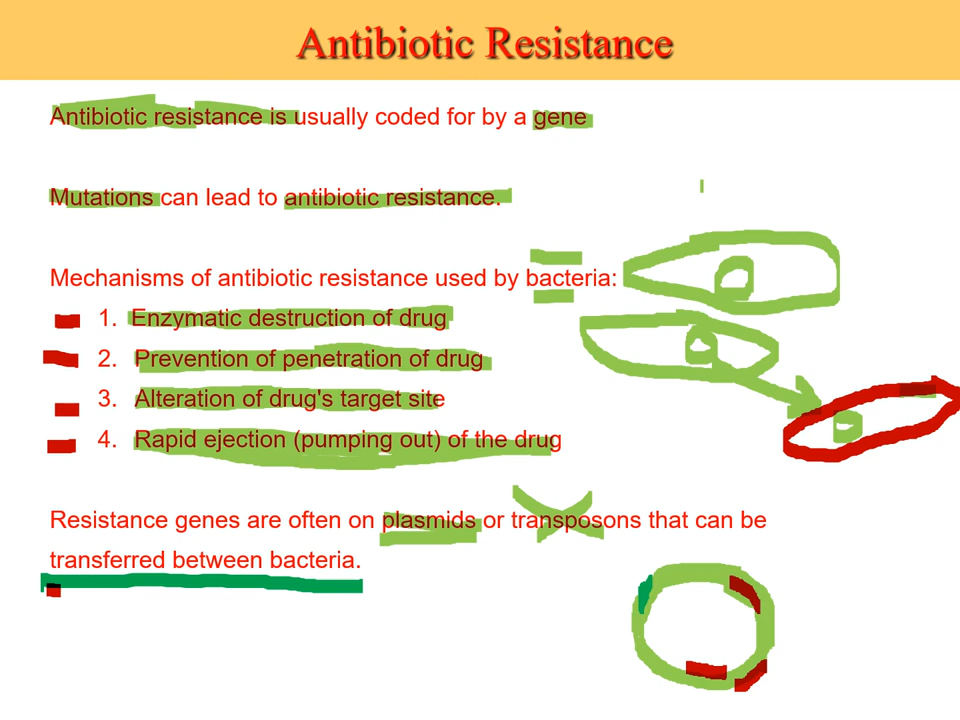 Antibiotic Resistance
Antibiotic resistance is usually coded for by a gene
Mutations can lead to antibiotic resistance.
Mechanisms of antibiotic resistance used by bacteria:
1. Enzymatic destruction of drug
2. Prevention of penetration of drug
3. Alteration of drug's target site
4. Rapid ejection (pumping out) of the drug
Resistance genes are often on plasmids or transposons that can be
transferred between bacteria.